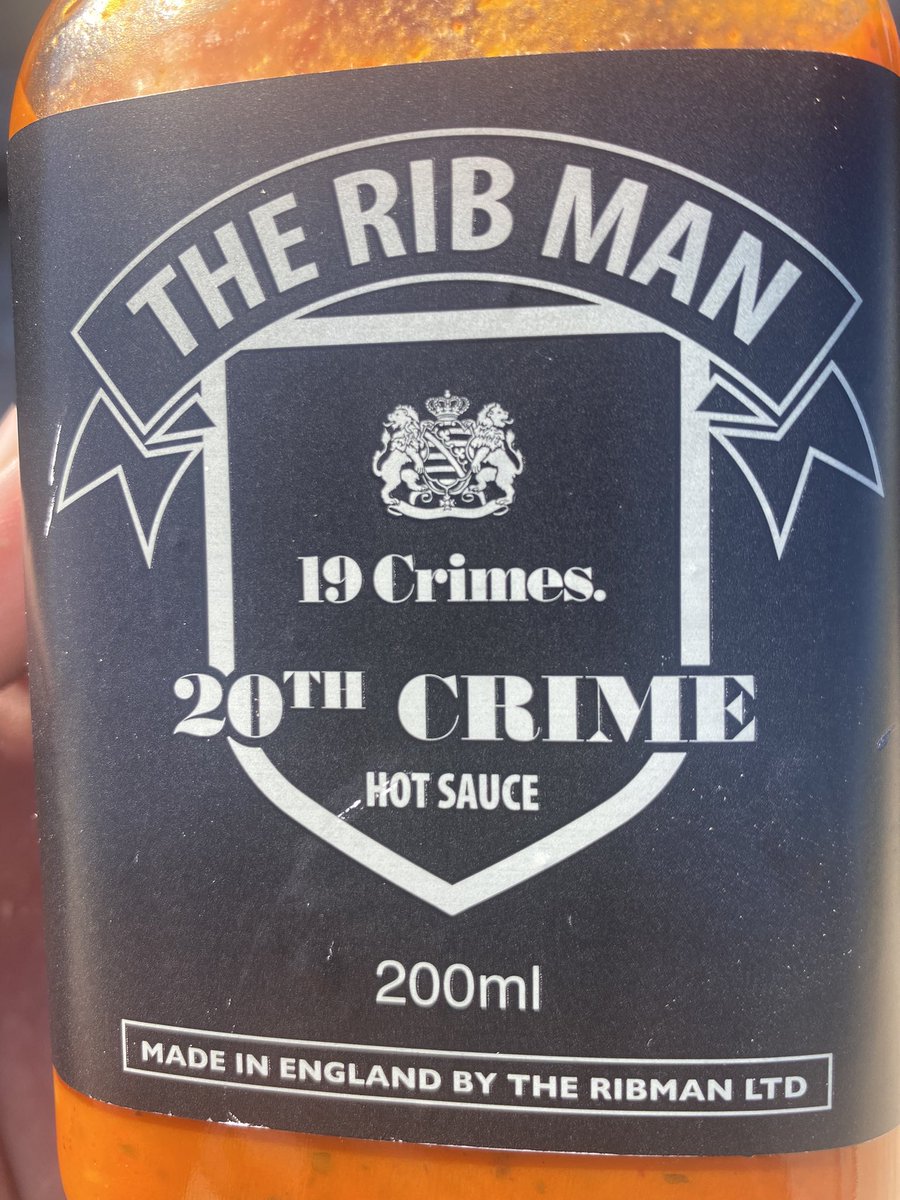 THE RIB MAN
19 Crimes.
20TH CRIME
HOT SAUCE
200ml
MADE IN ENGLAND BY THE RIBMAN LTD